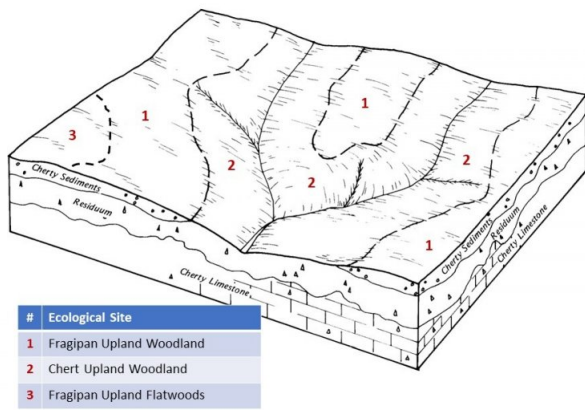 1
1
3
2
2
2
1
Cherty Sediments
Residuum
Cherty Limestone
Cherty Sediments
Residuum
Cherty Limestone
# Ecological Site
1 Fragipan Upland Woodland
2 Chert Upland Woodland
3 Fragipan Upland Flatwoods